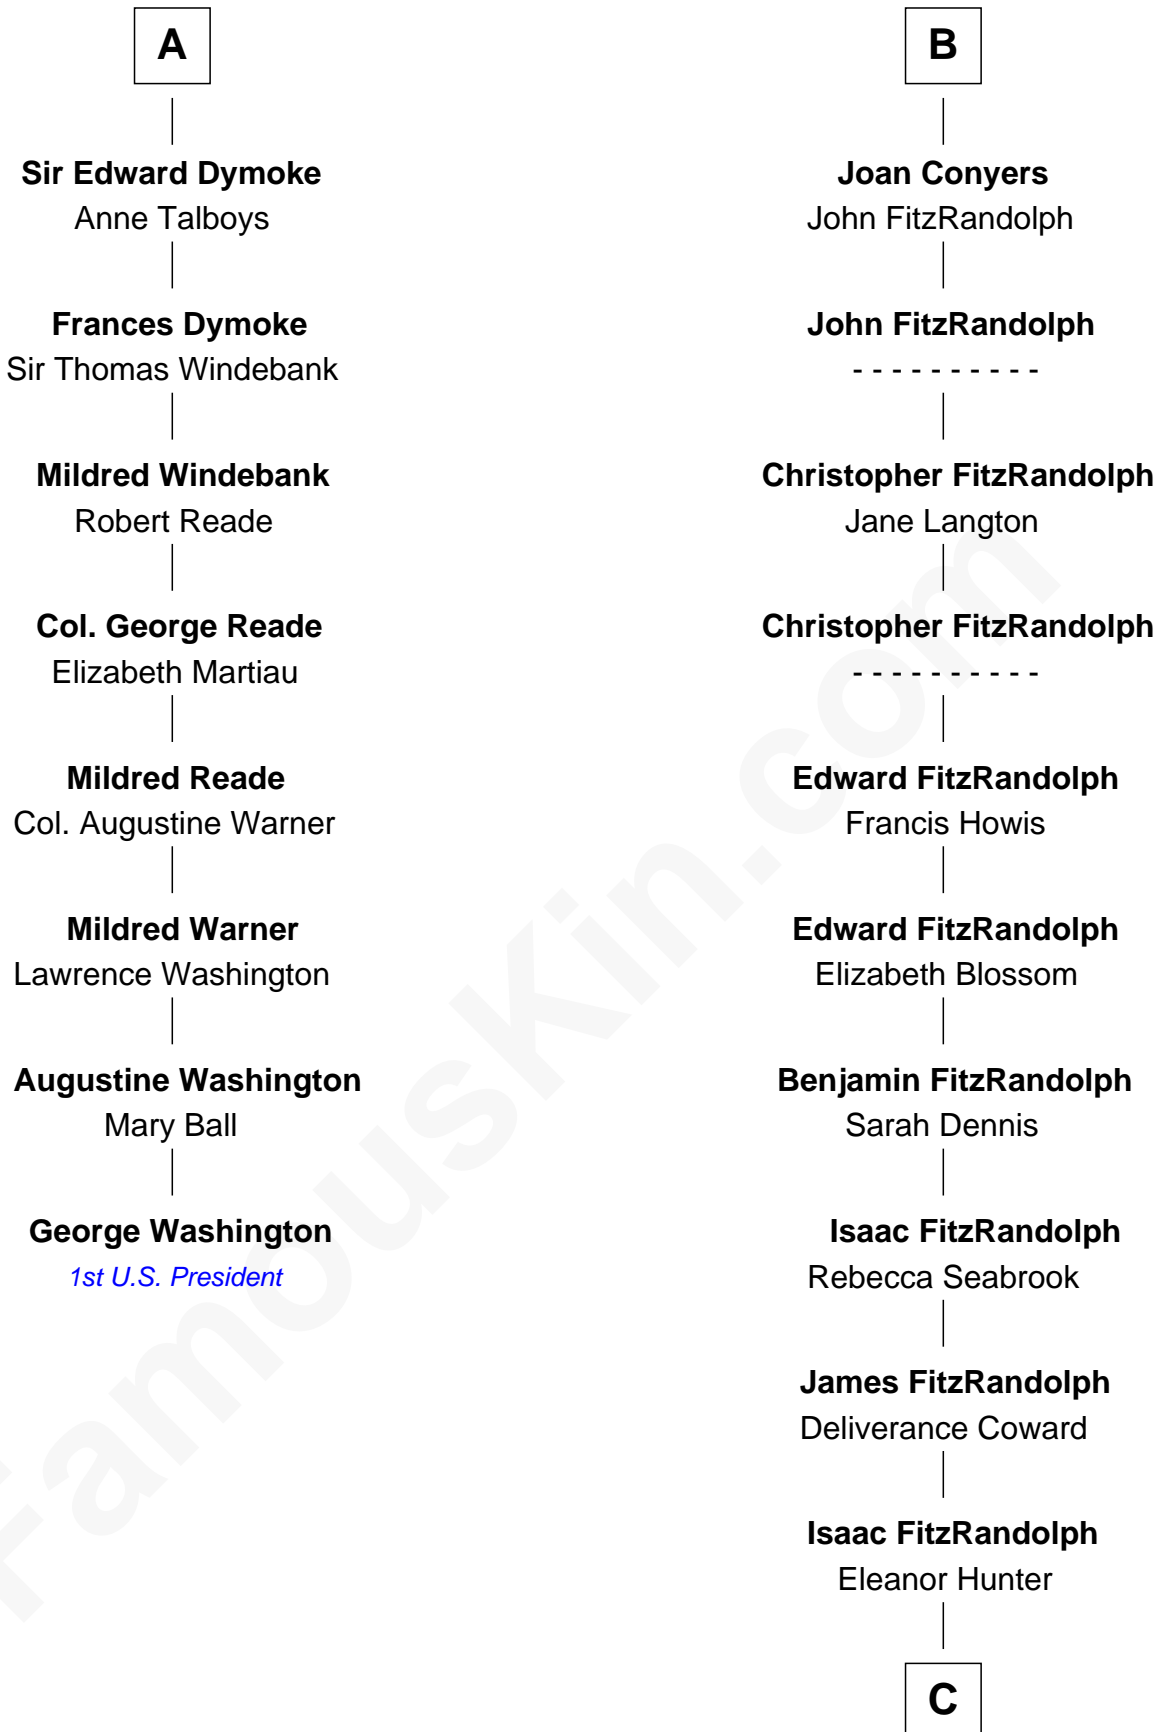 A
Sir Edward Dymoke
Anne Talboys
Frances Dymoke
Sir Thomas Windebank
Mildred Windebank
Robert Reade
Col. George Reade
Elizabeth Martiau
Mildred Reade
Col. Augustine Warner
Mildred Warner
Lawrence Washington
Augustine Washington
Mary Ball
George Washington
1st U.S. President
B
Joan Conyers
John FitzRandolph
John FitzRandolph
- - - - - - - - - -
Christopher FitzRandolph
Jane Langton
Christopher FitzRandolph
- - - - - - - - - -
Edward FitzRandolph
Francis Howis
Edward FitzRandolph
Elizabeth Blossom
Benjamin FitzRandolph
Sarah Dennis
Isaac FitzRandolph
Rebecca Seabrook
James FitzRandolph
Deliverance Coward
Isaac FitzRandolph
Eleanor Hunter
C
FamousKin.com